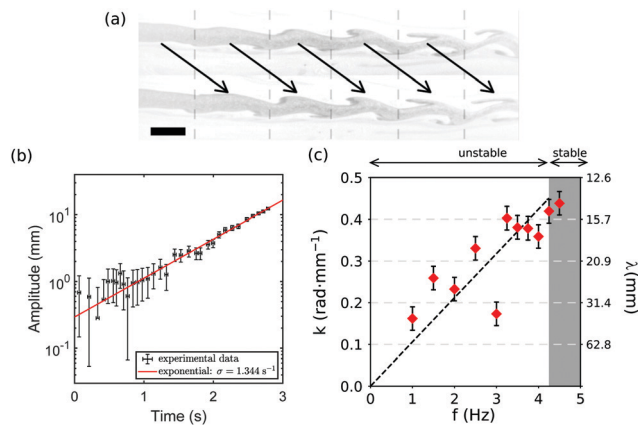 (a)
(b)
Amplitude (mm)
10¹
10⁰
10⁻¹
0
1
2
3
Time (s)
experimental data
exponential: σ = 1.344 s⁻¹
(c)
unstable
stable
k (rad·mm⁻¹)
0.5
0.4
0.3
0.2
0.1
0.0
0
1
2
3
4
5
f (Hz)
12.6
15.7
20.9
31.4
62.8
λ (mm)